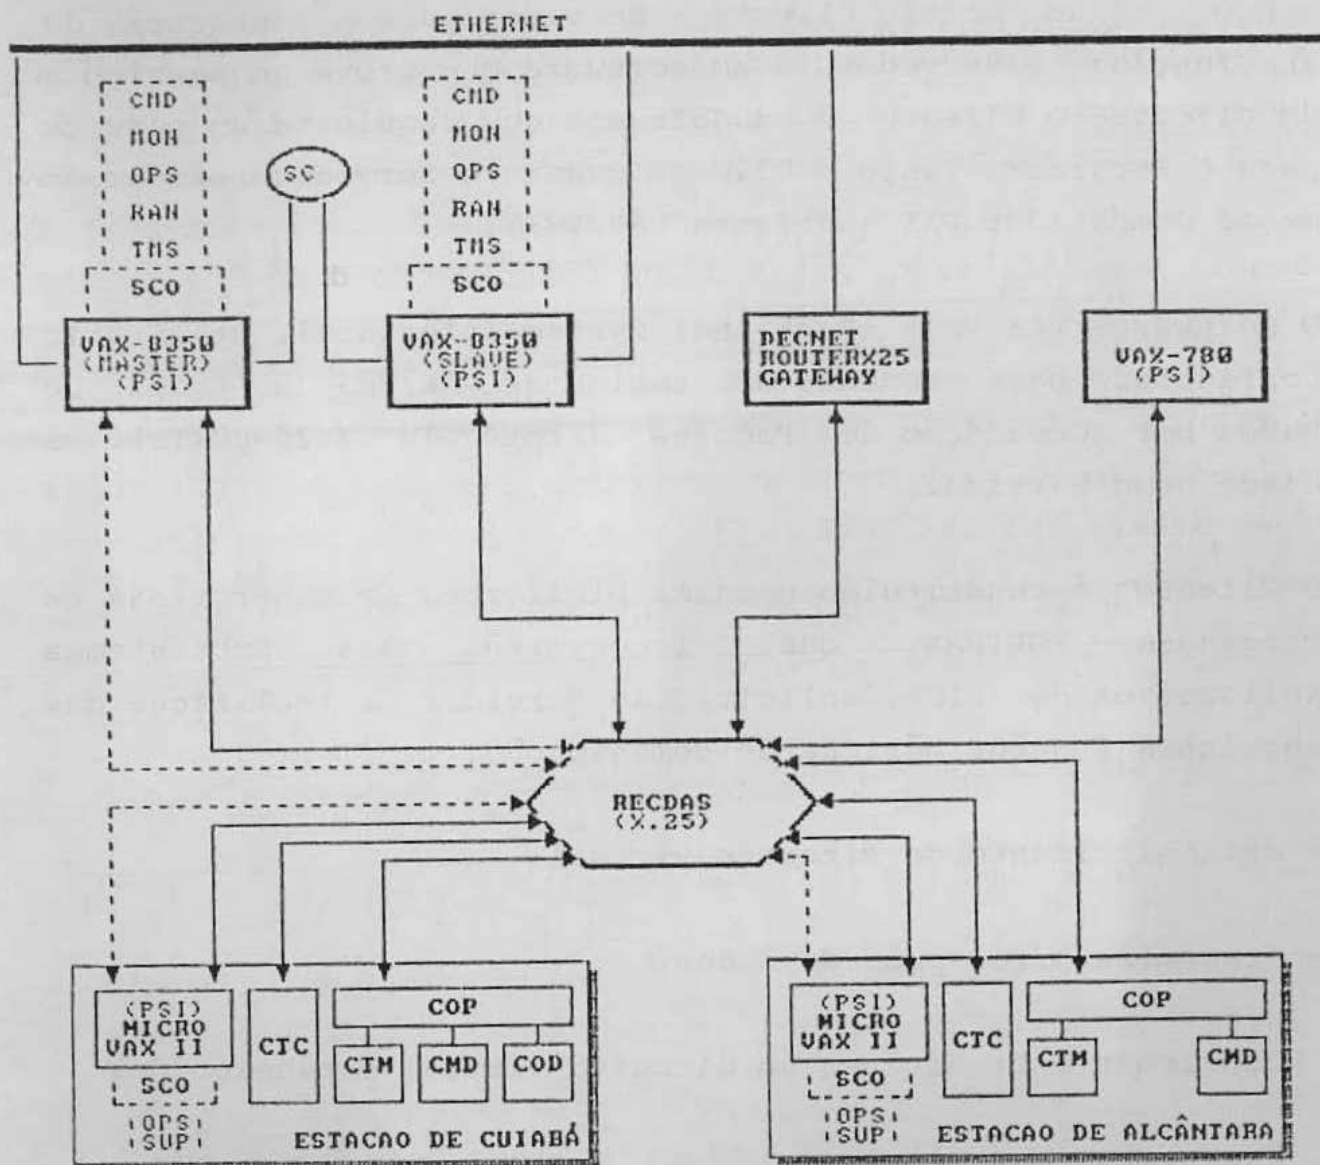 ETHERNET
CMD
MON
OPS
RAN
TMS
SCO
VAX-8350
(MASTER)
(PSI)
SC
CMD
MON
OPS
RAN
TMS
SCO
VAX-8350
(SLAVE)
(PSI)
DECNET
ROUTERX25
GATEWAY
VAX-780
(PSI)
RECDAS
(X.25)
(PSI)
MICRO
VAX II
SCO
OPS
SUP
CTC
COP
CTM
CMD
COD
ESTACAO DE CUIABÁ
(PSI)
MICRO
VAX II
SCO
OPS
SUP
CTC
COP
CTM
CMD
ESTACAO DE ALCÂNTARA